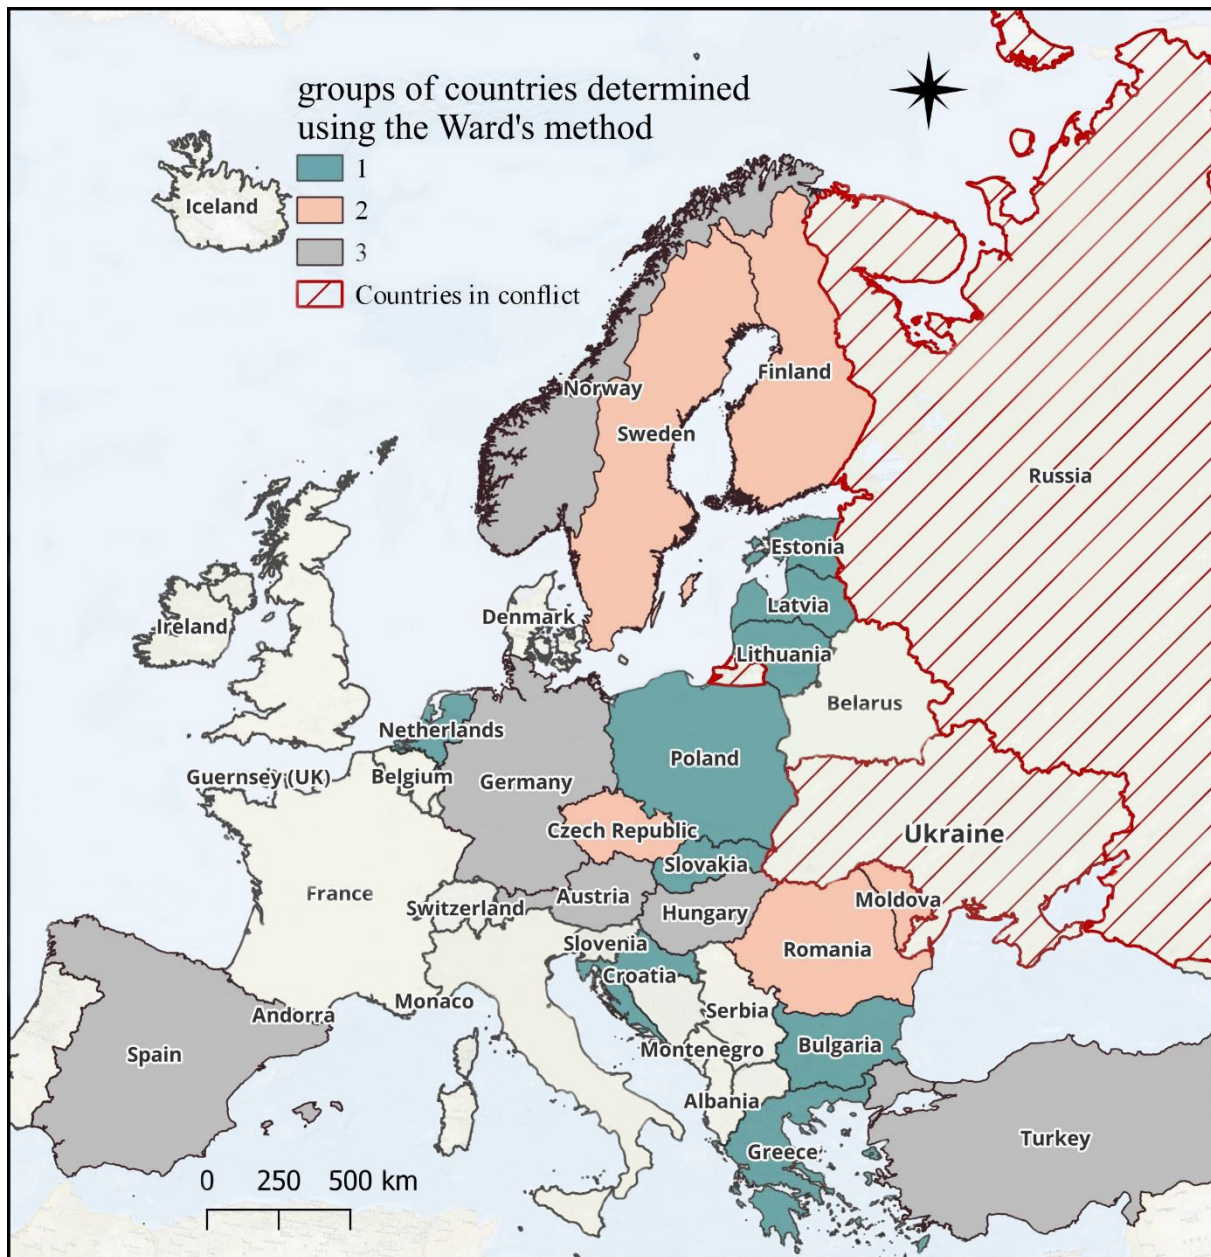 groups of countries determined
using the Ward's method
1
2
3
Countries in conflict
Iceland
Norway
Finland
Sweden
Russia
Estonia
Latvia
Lithuania
Ireland
Denmark
Belarus
Netherlands
Poland
Guernsey (UK)
Belgium
Germany
Czech Republic
Ukraine
Slovakia
France
Austria
Moldova
Switzerland
Hungary
Slovenia
Romania
Croatia
Monaco
Serbia
Andorra
Spain
Montenegro
Bulgaria
Albania
Greece
Turkey
0 250 500 km